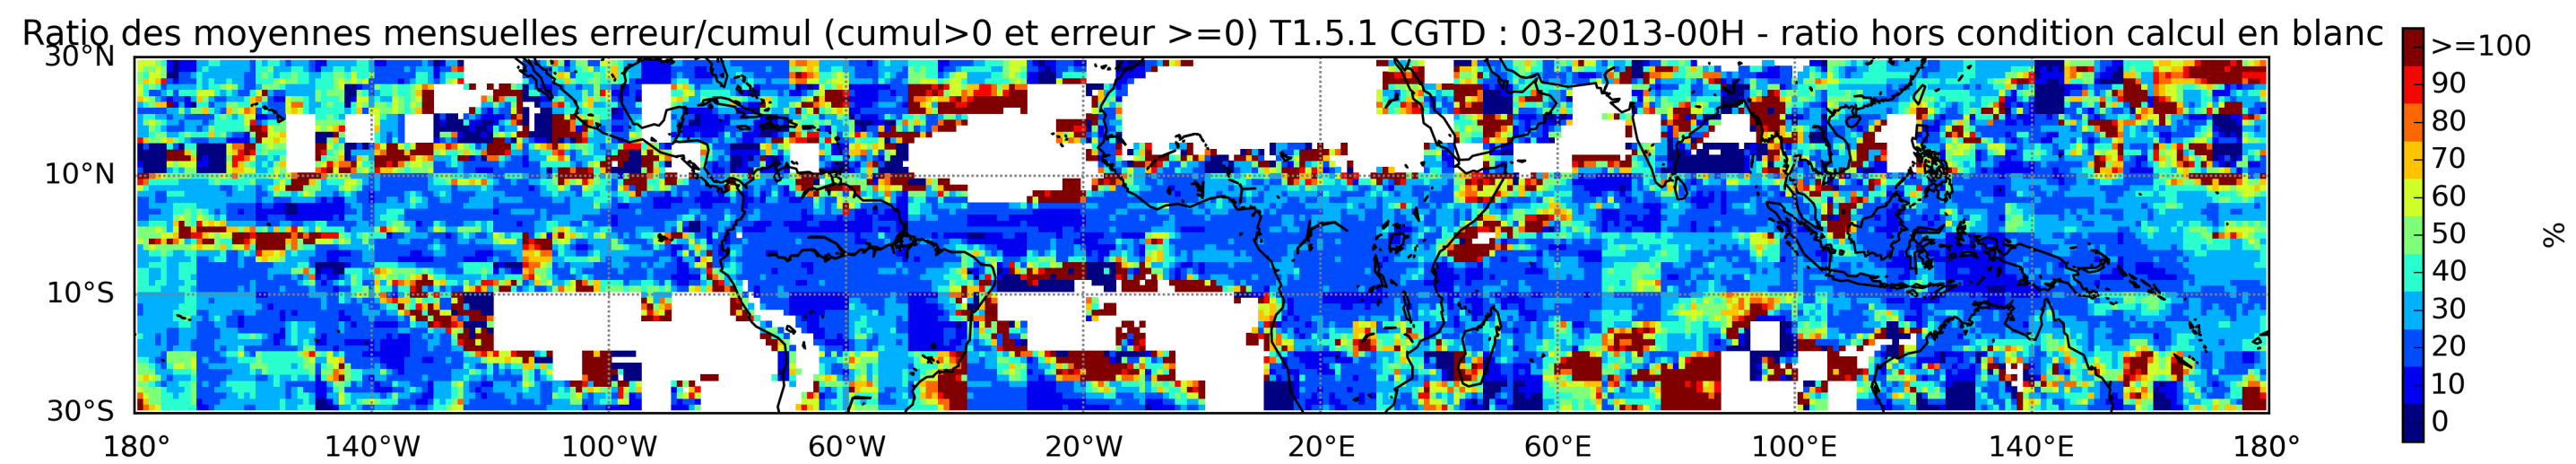 Ratio des moyennes mensuelles erreur/cumul (cumul>0 et erreur >=0) T1.5.1 CGTD : 03-2013-00H - ratio hors condition calcul en blanc
30°N
10°N
10°S
30°S
180°
140°W
100°W
60°W
20°W
20°E
60°E
100°E
140°E
180°
>=100
90
80
70
60
50
40
30
20
10
0
%